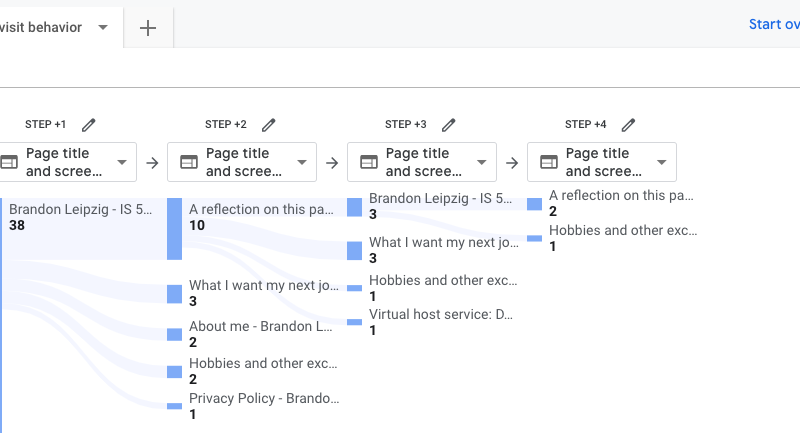 visit behavior
Start ov
STEP +1
STEP +2
STEP +3
STEP +4
Page title
and scree...
Page title
and scree...
Page title
and scree...
Page title
and scree...
Brandon Leipzig - IS 5...
38
A reflection on this pa...
10
What I want my next jo...
3
About me - Brandon L...
2
Hobbies and other exc...
2
Privacy Policy - Brando...
1
Brandon Leipzig - IS 5...
3
What I want my next jo...
3
Hobbies and other exc...
1
Virtual host service: D...
1
A reflection on this pa...
2
Hobbies and other exc...
1